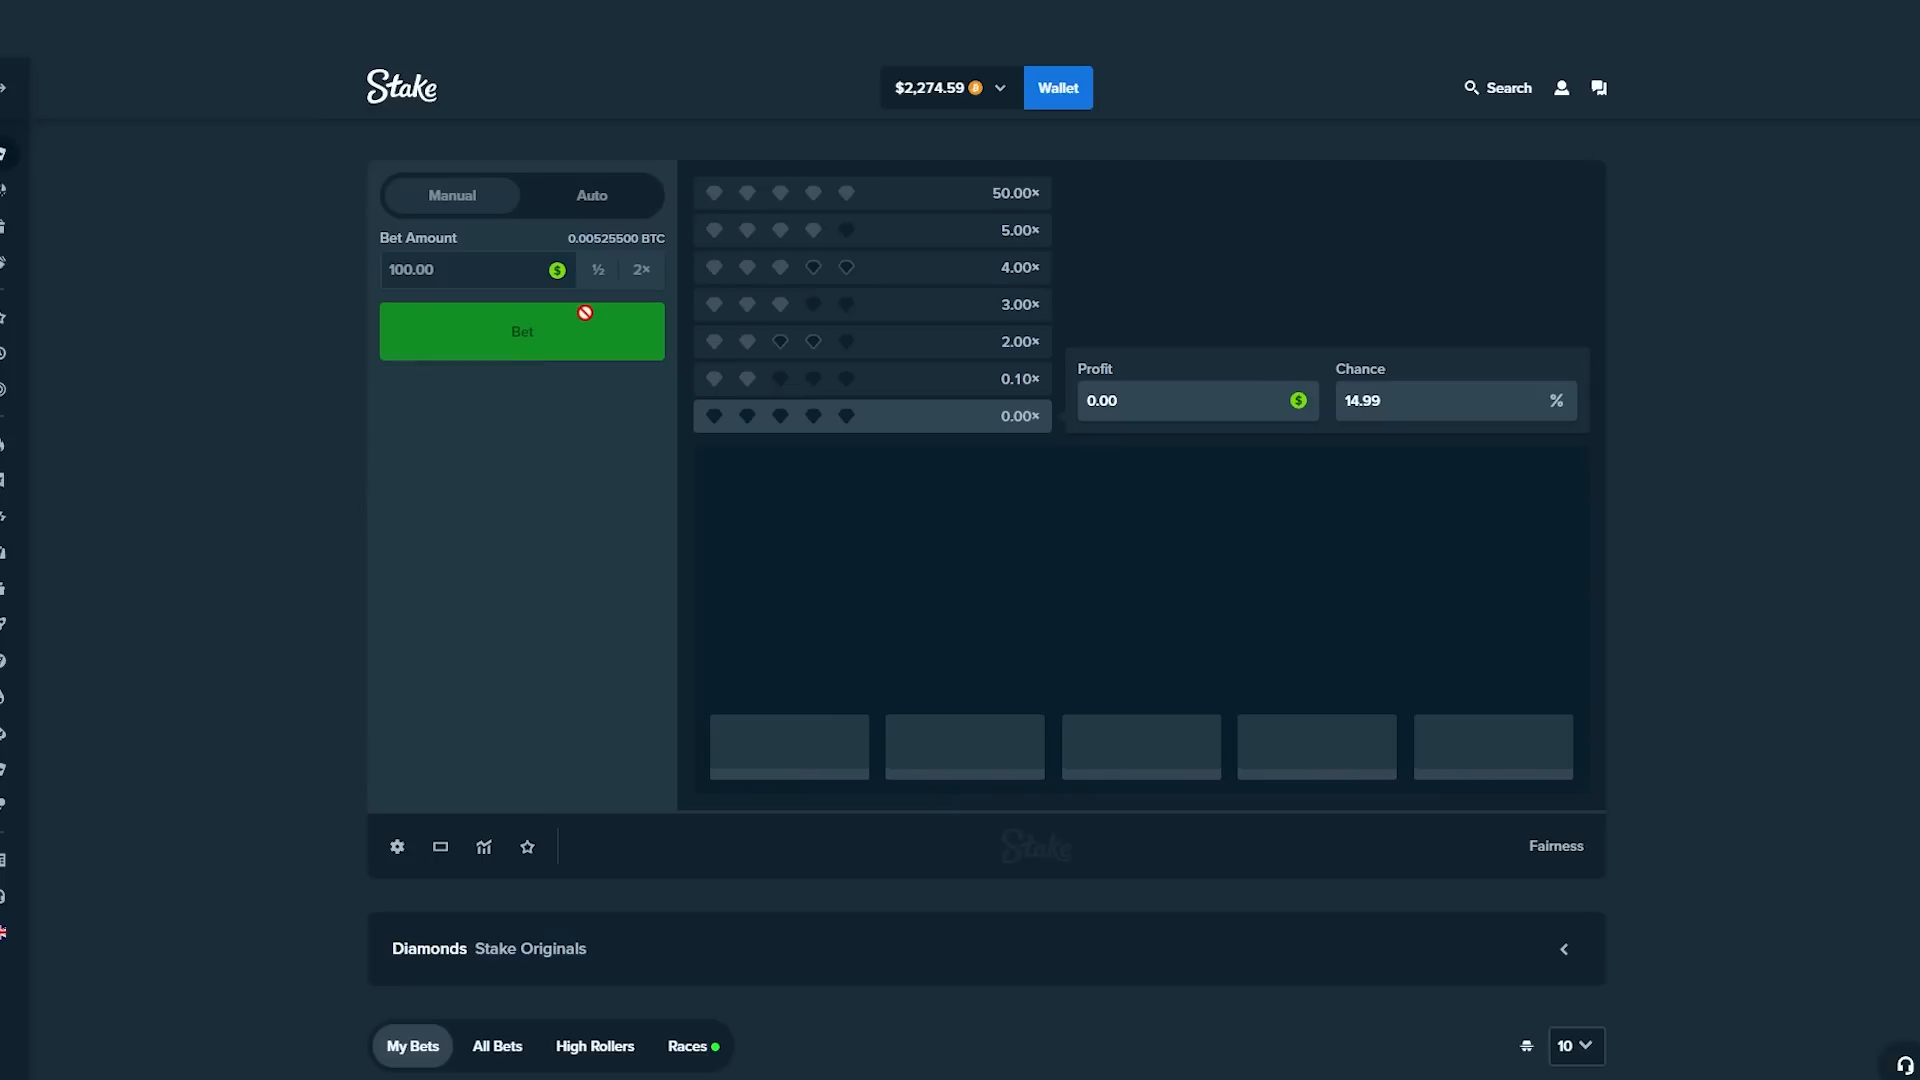 Stake
$2,274.59
Wallet
Search
Manual
Auto
Bet Amount
0.00525500 BTC
100.00
$
½
2×
Bet
50.00×
5.00×
4.00×
3.00×
2.00×
0.10×
0.00×
Profit
Chance
0.00
$
14.99
%
Stake
Fairness
Diamonds Stake Originals
My Bets
All Bets
High Rollers
Races
10